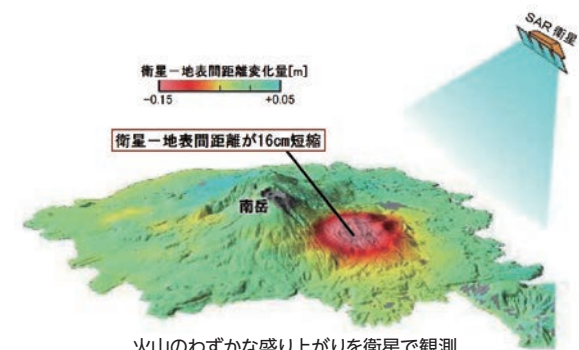 SAR衛星
衛星－地表間距離変化量[m]
-0.15
+0.05
衛星－地表間距離が16cm短縮
南岳
火山のわずかな盛り上がりを衛星で観測